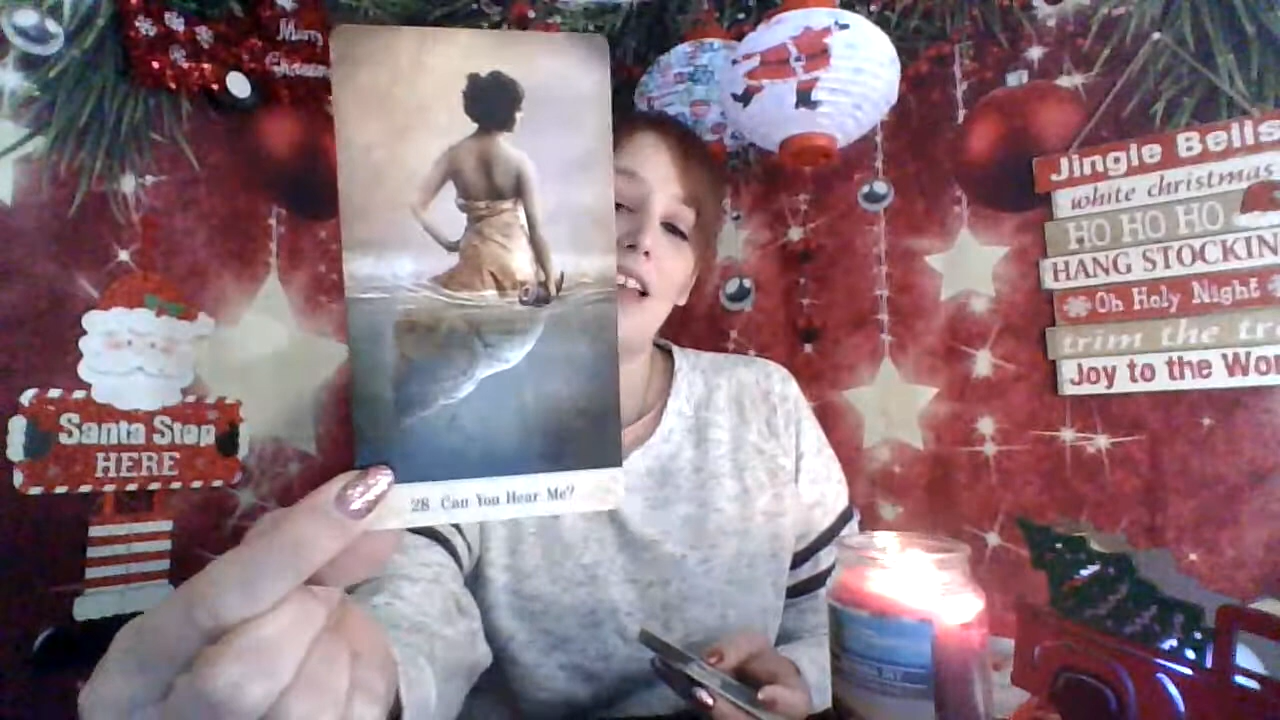 Merry
Christmas
Santa Stop
HERE
28 Can You Hear Me?
Jingle Bells
white christmas
HO HO HO
HANG STOCKIN
Oh Holy Night
trim the tr
Joy to the Wor